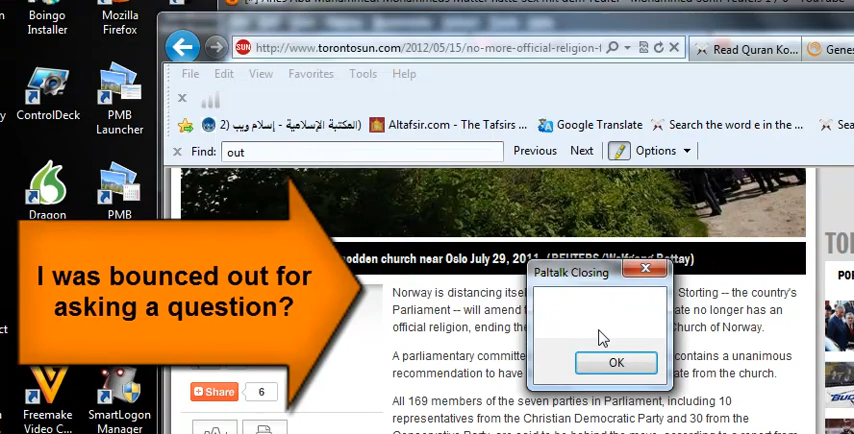 Boingo
Installer
Mozilla
Firefox
SUN
http://www.torontosun.com/2012/05/15/no-more-official-religion-
Read Quran Ko...
Genes
File Edit View Favorites Tools Help
ControlDeck
PMB
Launcher
(2 المكتبة الإسلامية - إسلام ويب)
Altafsir.com - The Tafsirs ...
Google Translate
Search the word e in the ...
Sea
Find: out
Previous Next Options
Dragon
PMB
I was bounced out for
asking a question?
odden church near Oslo July 29, 2011. (REUTERS/Wolfgang Rattay)
Paltalk Closing
OK
Norway is distancing itsel
Storting -- the country's
Parliament -- will amend t
ate no longer has an
official religion, ending the
Church of Norway.
A parliamentary committe
contains a unanimous
recommendation to have
ate from the church.
All 169 members of the seven parties in Parliament, including 10
representatives from the Christian Democratic Party and 30 from the
Share 6
TO
PO
Freemake
Video C...
SmartLogon
Manager